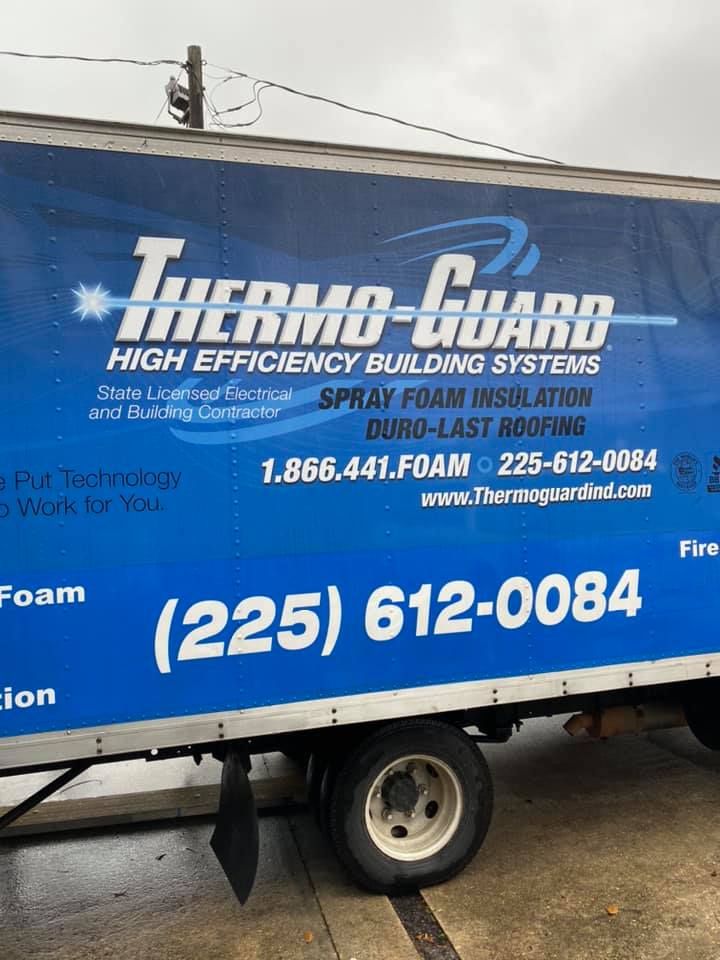 THERMO-GUARD
HIGH EFFICIENCY BUILDING SYSTEMS
State Licensed Electrical
and Building Contractor
SPRAY FOAM INSULATION
DURO-LAST ROOFING
Put Technology
Work for You.
1.866.441.FOAM 225-612-0084
www.Thermoguardind.com
Fire
Foam
(225) 612-0084